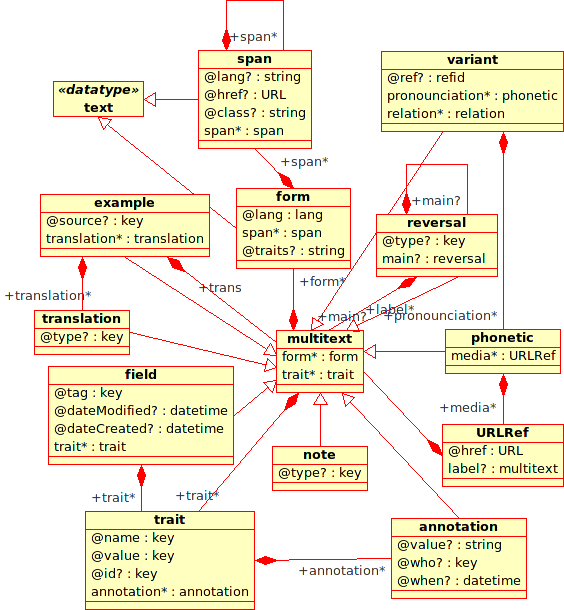 +span*
span
@lang? : string
@href? : URL
@class? : string
span* : span
variant
@ref? : refid
pronounciation* : phonetic
relation* : relation
«datatype»
text
+span*
example
@source? : key
translation* : translation
form
@lang : lang
span* : span
@traits? : string
+main?
reversal
@type? : key
main? : reversal
+translation*
+trans
+form*
+main?
+label*
+pronounciation*
translation
@type? : key
multitext
form* : form
trait* : trait
phonetic
media* : URLRef
field
@tag : key
@dateModified? : datetime
@dateCreated? : datetime
trait* : trait
+media*
note
@type? : key
URLRef
@href : URL
label? : multitext
+trait*
+trait*
trait
@name : key
@value : key
@id? : key
annotation* : annotation
+annotation*
annotation
@value? : string
@who? : key
@when? : datetime